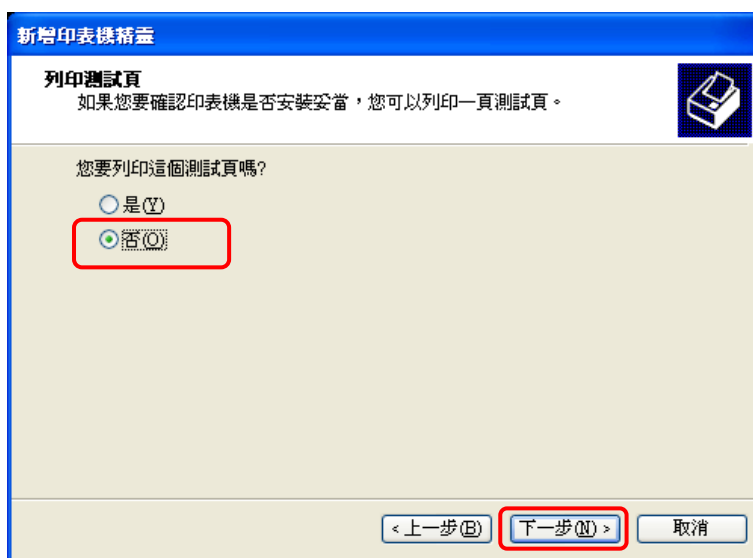 新增印表機精靈
列印測試頁
如果您要確認印表機是否安裝妥當，您可以列印一頁測試頁。
您要列印這個測試頁嗎?
是(Y)
否(O)
<上一步(B) 下一步(N)> 取消